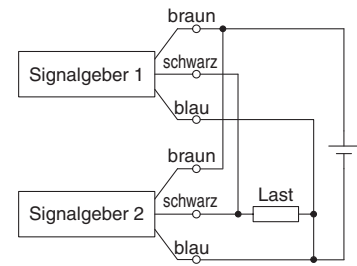 braun
Signalgeber 1
schwarz
blau
braun
Signalgeber 2
schwarz
Last
blau